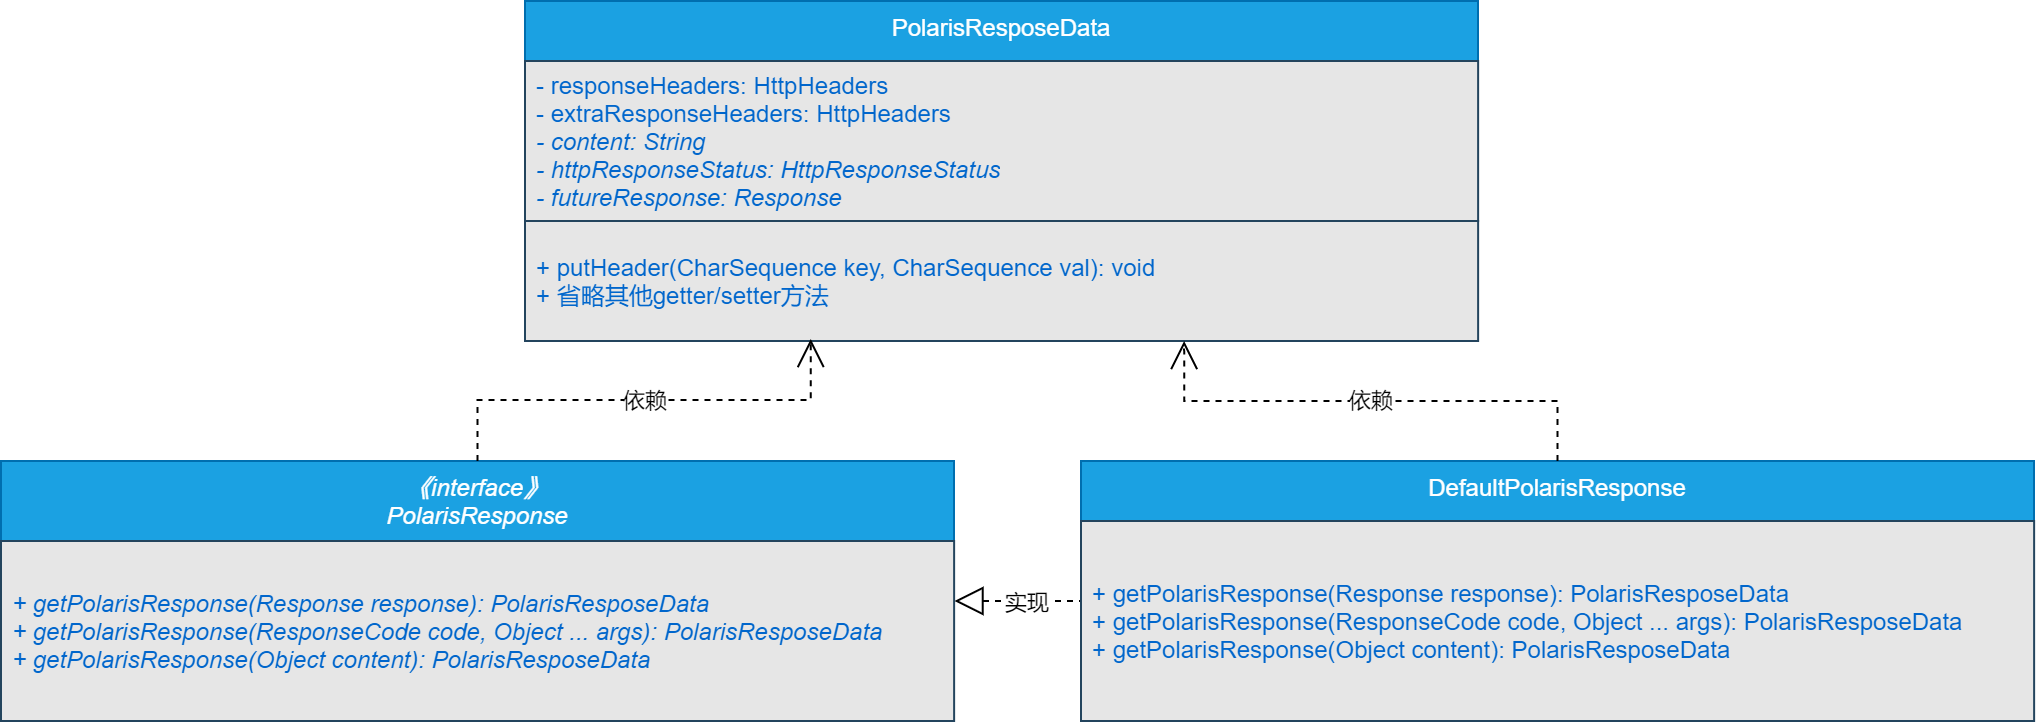 PolarisResposeData
- responseHeaders: HttpHeaders
- extraResponseHeaders: HttpHeaders
- content: String
- httpResponseStatus: HttpResponseStatus
- futureResponse: Response
+ putHeader(CharSequence key, CharSequence val): void
+ 省略其他getter/setter方法
依赖
依赖
《interface》
PolarisResponse
+ getPolarisResponse(Response response): PolarisResposeData
+ getPolarisResponse(ResponseCode code, Object ... args): PolarisResposeData
+ getPolarisResponse(Object content): PolarisResposeData
实现
DefaultPolarisResponse
+ getPolarisResponse(Response response): PolarisResposeData
+ getPolarisResponse(ResponseCode code, Object ... args): PolarisResposeData
+ getPolarisResponse(Object content): PolarisResposeData